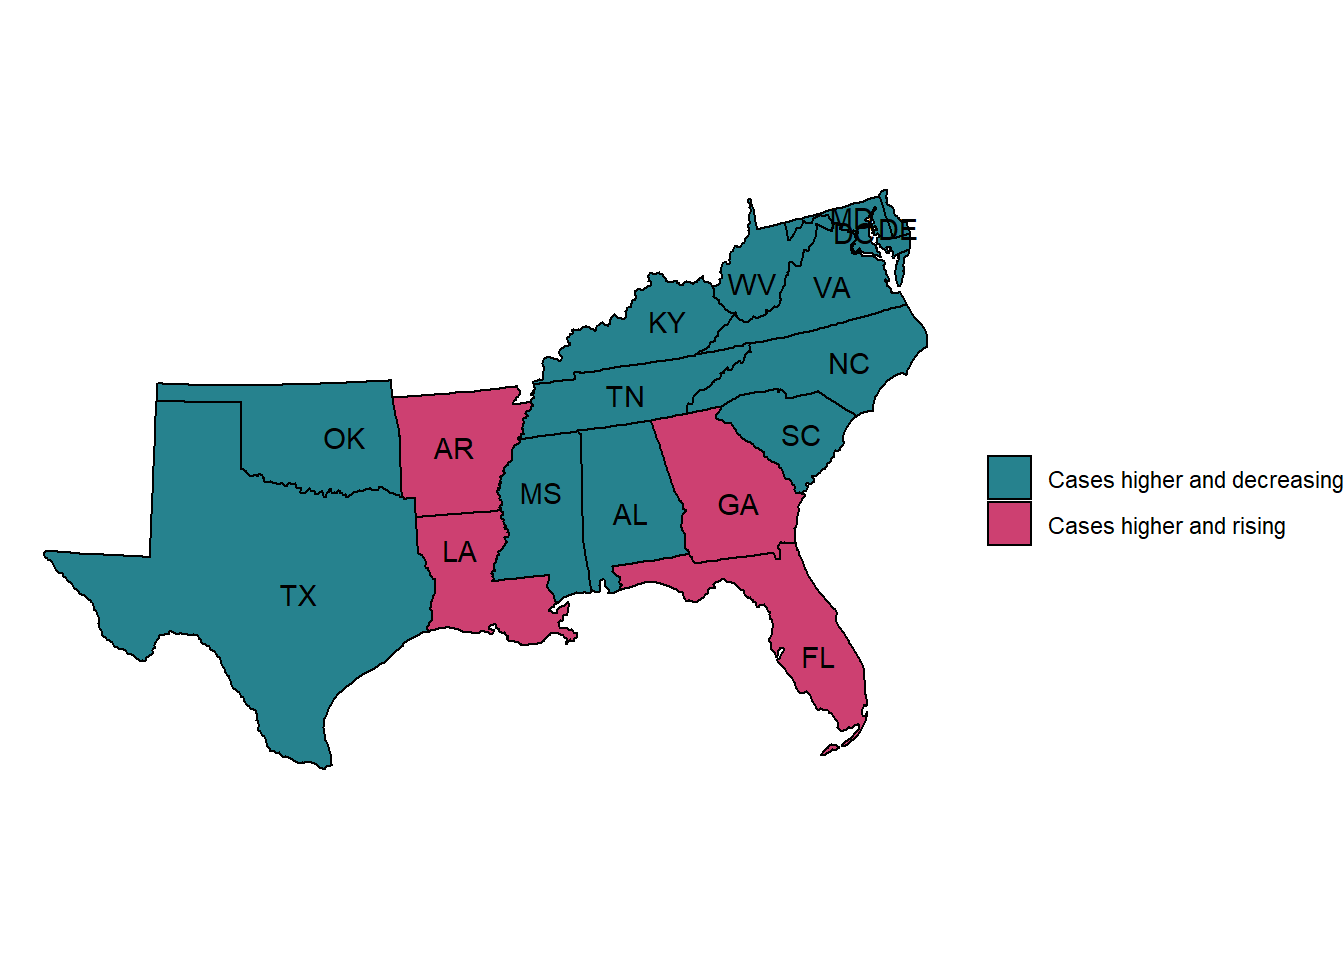 MD
DC
DE
WV
VA
KY
NC
TN
SC
OK
AR
MS
GA
AL
LA
TX
FL
Cases higher and decreasing
Cases higher and rising